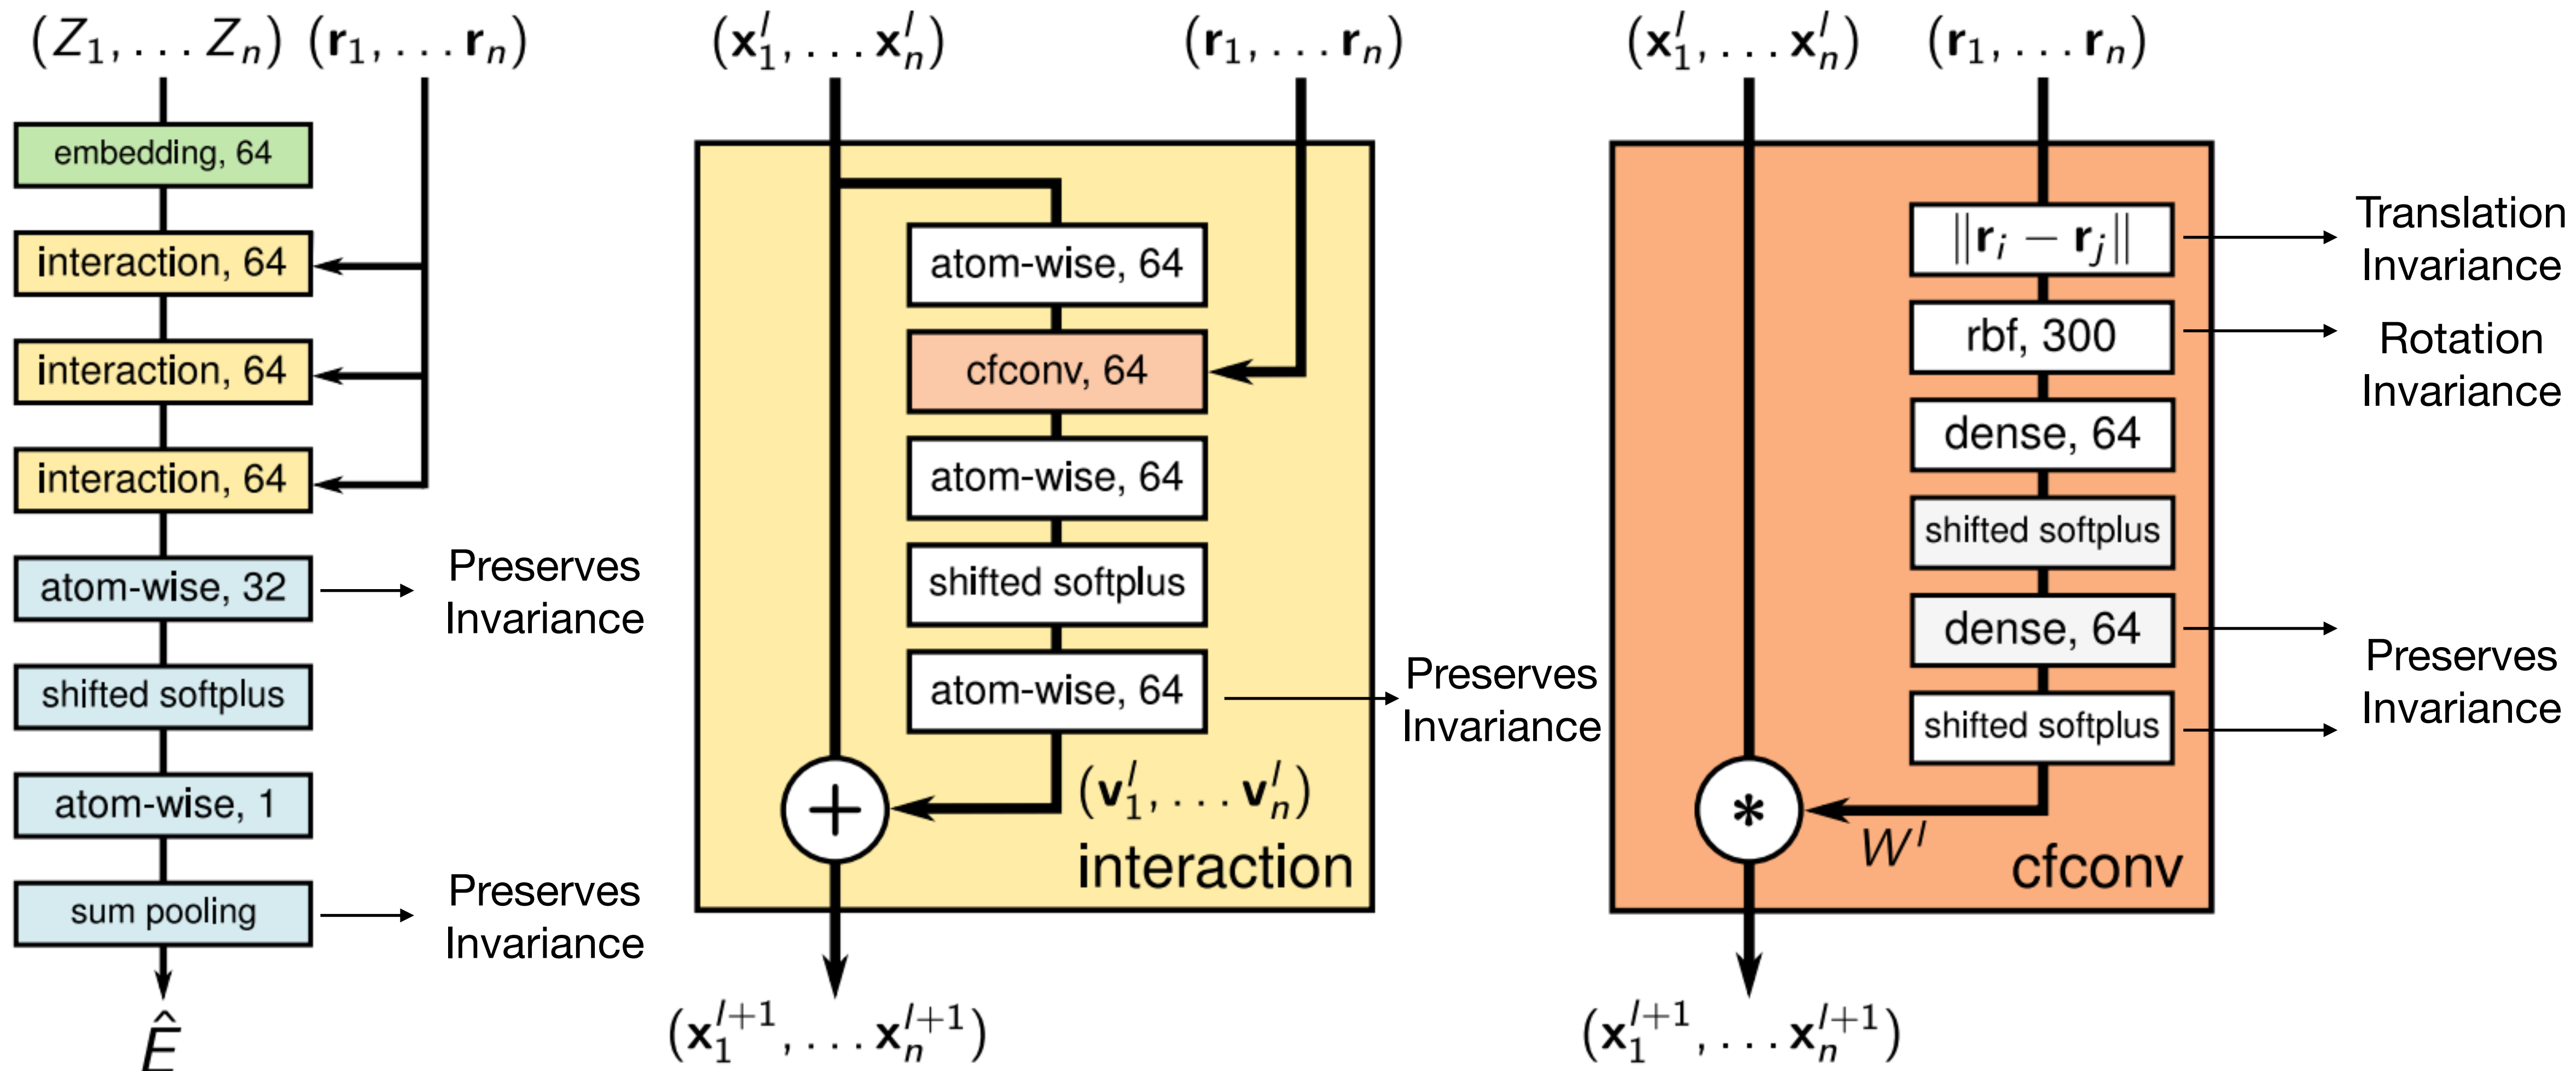 (Z₁, . . . Zₙ) (r₁, . . . rₙ)
embedding, 64
interaction, 64
interaction, 64
interaction, 64
atom-wise, 32
Preserves
Invariance
shifted softplus
atom-wise, 1
sum pooling
Preserves
Invariance
Ê
(x₁ˡ, . . . xₙˡ) (r₁, . . . rₙ)
atom-wise, 64
cfconv, 64
atom-wise, 64
shifted softplus
atom-wise, 64
Preserves
Invariance
+
(v₁ˡ, . . . vₙˡ)
interaction
(x₁ˡ⁺¹, . . . xₙˡ⁺¹)
(x₁ˡ, . . . xₙˡ) (r₁, . . . rₙ)
||rᵢ − rⱼ||
Translation
Invariance
rbf, 300
Rotation
Invariance
dense, 64
shifted softplus
dense, 64
shifted softplus
Preserves
Invariance
*
Wˡ
cfconv
(x₁ˡ⁺¹, . . . xₙˡ⁺¹)